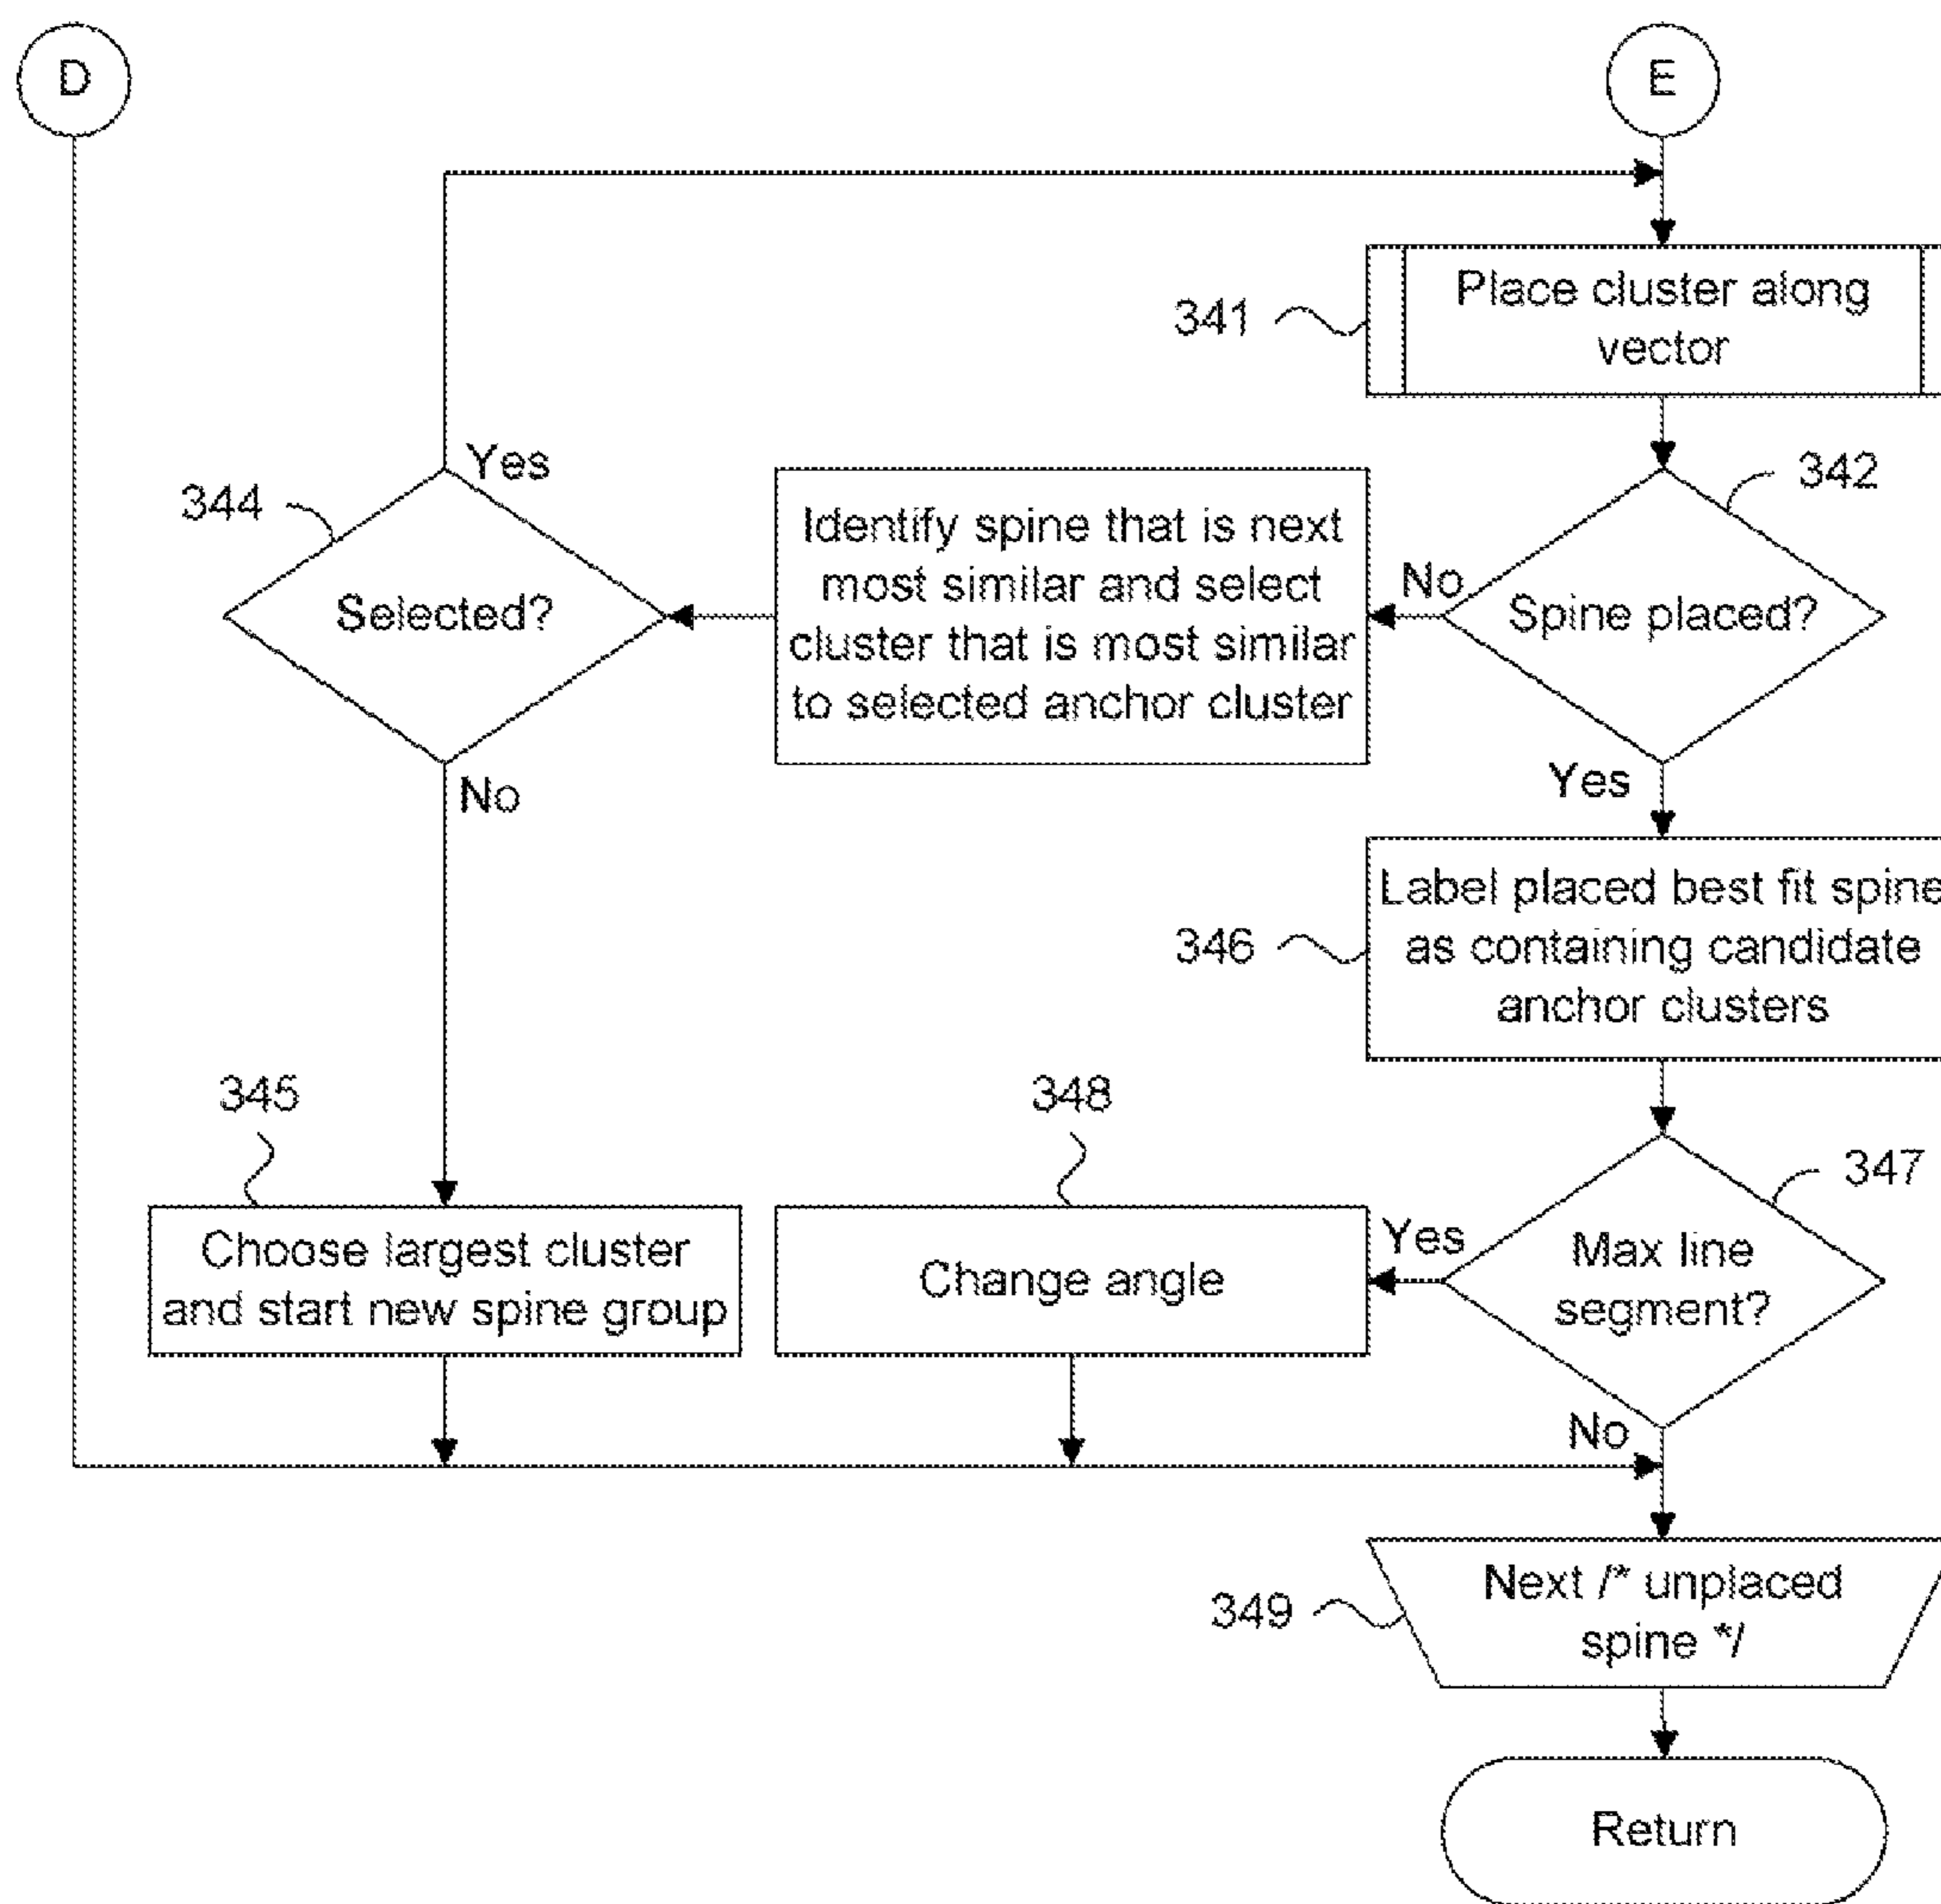 D
E
341
Place cluster along
vector
342
Spine placed?
No
Yes
Identify spine that is next
most similar and select
cluster that is most similar
to selected anchor cluster
344
Selected?
Yes
No
346
Label placed best fit spine
as containing candidate
anchor clusters
345
Choose largest cluster
and start new spine group
348
Change angle
347
Max line
segment?
Yes
No
349
Next /* unplaced
spine */
Return